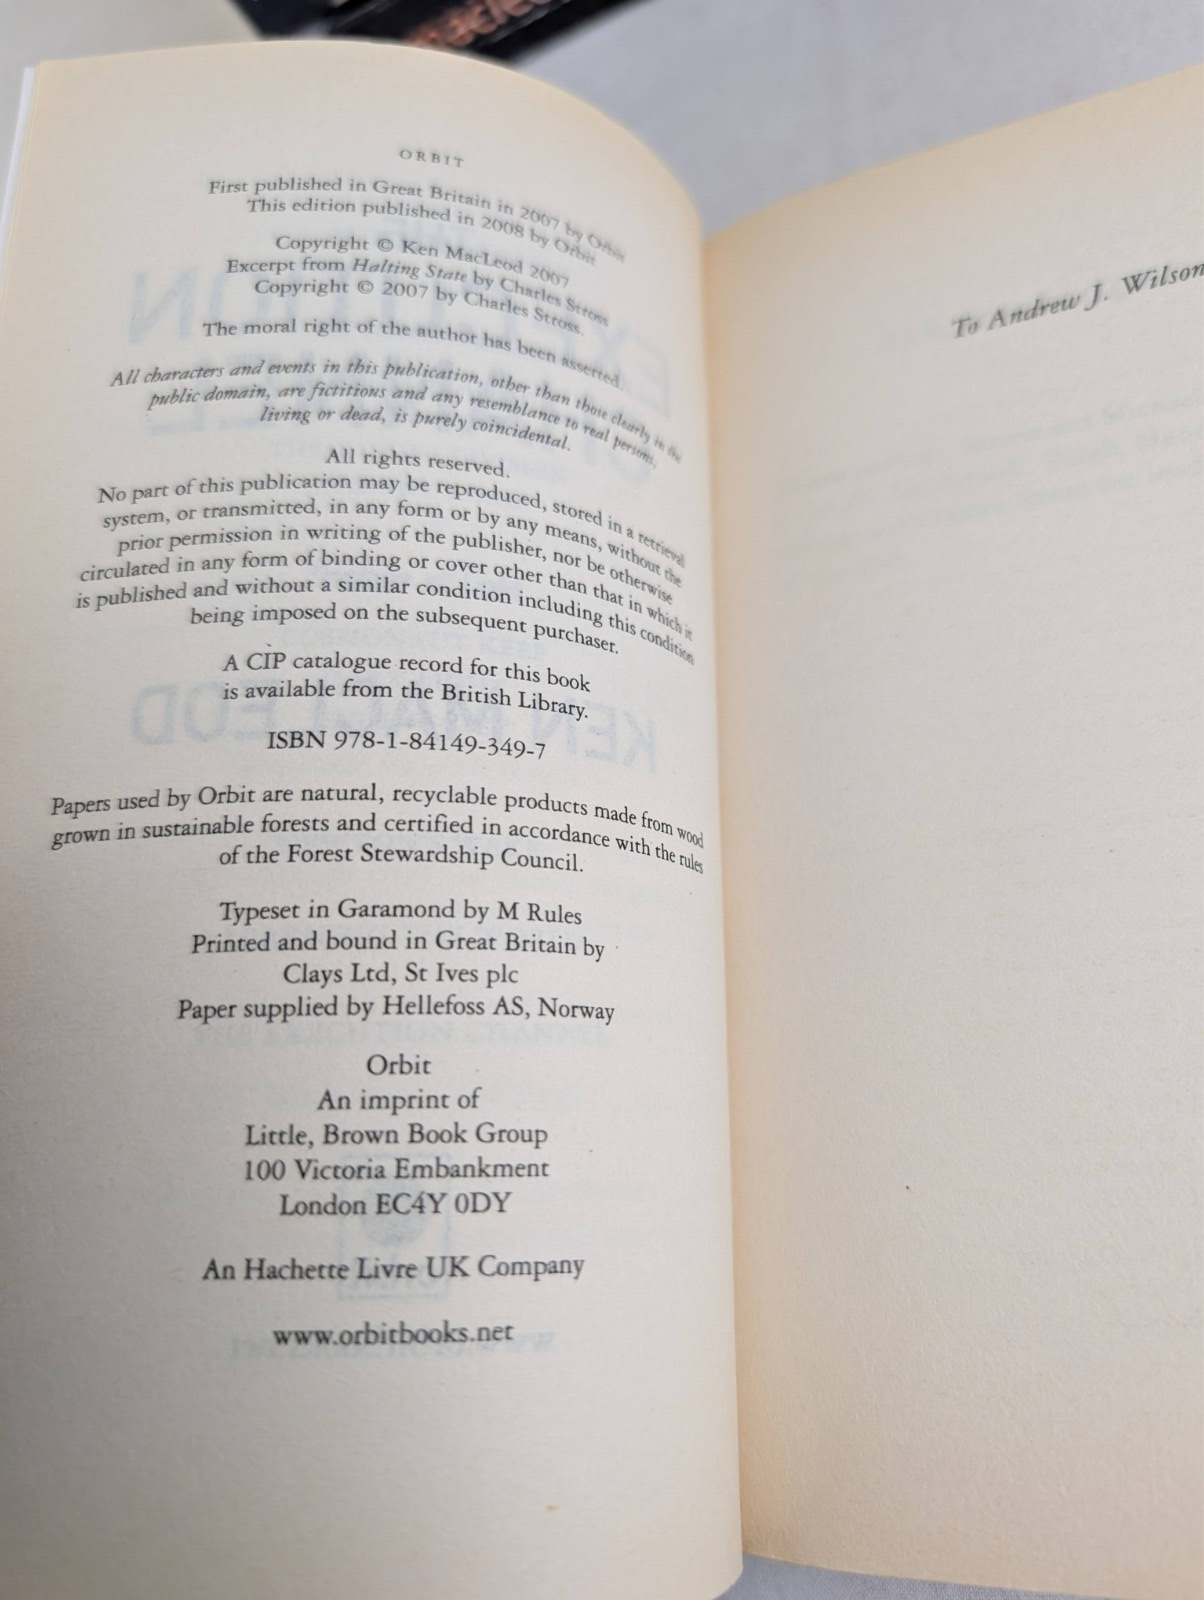 ORBIT
First published in Great Britain in 2007 by Orbit
This edition published in 2008 by Orbit
Copyright © Ken MacLeod 2007
Excerpt from Halting State by Charles Stross
Copyright © 2007 by Charles Stross.
The moral right of the author has been asserted.
All characters and events in this publication, other than those clearly in the
public domain, are fictitious and any resemblance to real persons,
living or dead, is purely coincidental.
All rights reserved.
No part of this publication may be reproduced, stored in a retrieval
system, or transmitted, in any form or by any means, without the
prior permission in writing of the publisher, nor be otherwise
circulated in any form of binding or cover other than that in which it
is published and without a similar condition including this condition
being imposed on the subsequent purchaser.
A CIP catalogue record for this book
is available from the British Library.
ISBN 978-1-84149-349-7
Papers used by Orbit are natural, recyclable products made from wood
grown in sustainable forests and certified in accordance with the rules
of the Forest Stewardship Council.
Typeset in Garamond by M Rules
Printed and bound in Great Britain by
Clays Ltd, St Ives plc
Paper supplied by Hellefoss AS, Norway
Orbit
An imprint of
Little, Brown Book Group
100 Victoria Embankment
London EC4Y 0DY
An Hachette Livre UK Company
www.orbitbooks.net
To Andrew J. Wilson